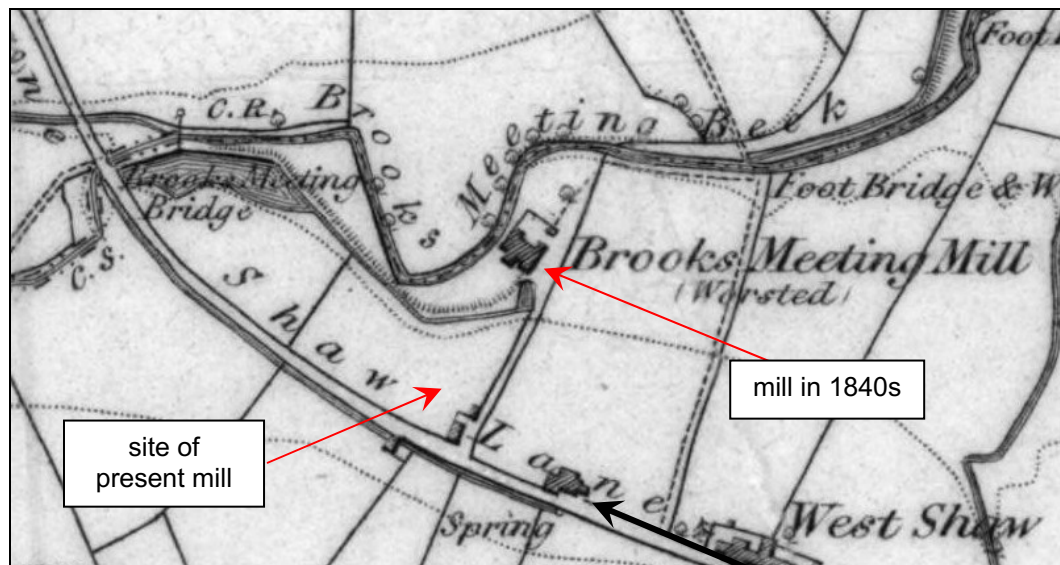 Foot
C.R.
Brooks Meeting Beck
Brooks Meeting
Bridge
Foot Bridge & W
C.S.
Brooks Meeting Mill
(Worsted)
Shaw Lane
mill in 1840s
site of
present mill
Spring
West Shaw